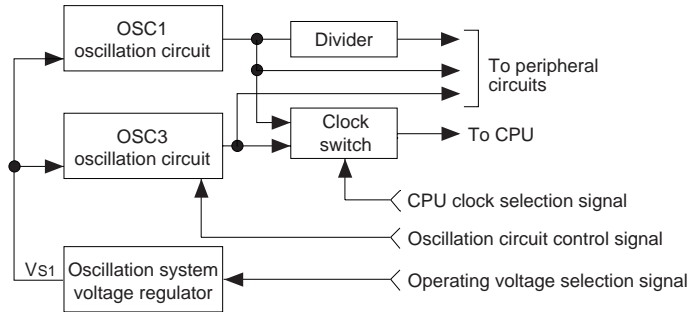 OSC1
oscillation circuit
Divider
To peripheral
circuits
OSC3
oscillation circuit
Clock
switch
To CPU
CPU clock selection signal
Oscillation circuit control signal
VS1
Oscillation system
voltage regulator
Operating voltage selection signal